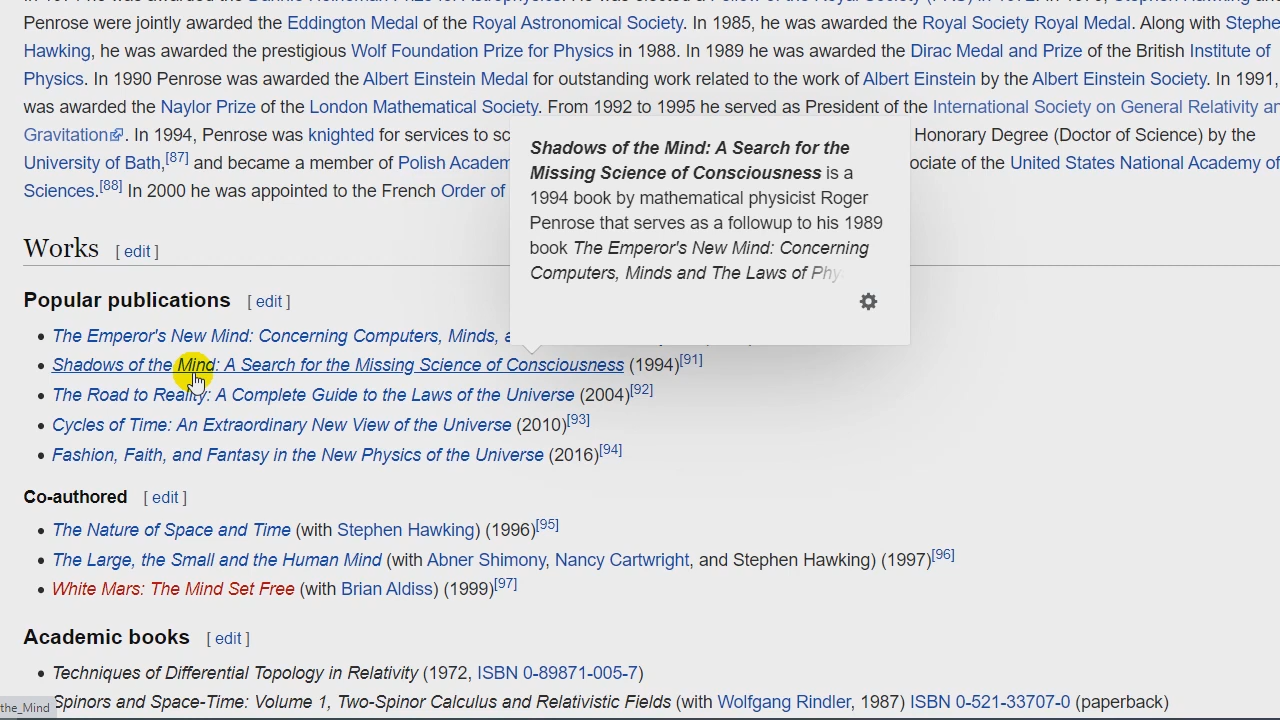 Penrose were jointly awarded the Eddington Medal of the Royal Astronomical Society. In 1985, he was awarded the Royal Society Royal Medal. Along with Stephe
Hawking, he was awarded the prestigious Wolf Foundation Prize for Physics in 1988. In 1989 he was awarded the Dirac Medal and Prize of the British Institute of
Physics. In 1990 Penrose was awarded the Albert Einstein Medal for outstanding work related to the work of Albert Einstein by the Albert Einstein Society. In 1991,
was awarded the Naylor Prize of the London Mathematical Society. From 1992 to 1995 he served as President of the International Society on General Relativity an
Gravitation. In 1994, Penrose was knighted for services to sc Honorary Degree (Doctor of Science) by the
University of Bath,[87] and became a member of Polish Academ ociate of the United States National Academy of
Sciences.[88] In 2000 he was appointed to the French Order of
Shadows of the Mind: A Search for the
Missing Science of Consciousness is a
1994 book by mathematical physicist Roger
Penrose that serves as a followup to his 1989
book The Emperor's New Mind: Concerning
Computers, Minds and The Laws of Phy
Works [ edit ]
Popular publications [ edit ]
• The Emperor's New Mind: Concerning Computers, Minds, a
• Shadows of the Mind: A Search for the Missing Science of Consciousness (1994)[91]
• The Road to Reality: A Complete Guide to the Laws of the Universe (2004)[92]
• Cycles of Time: An Extraordinary New View of the Universe (2010)[93]
• Fashion, Faith, and Fantasy in the New Physics of the Universe (2016)[94]
Co-authored [ edit ]
• The Nature of Space and Time (with Stephen Hawking) (1996)[95]
• The Large, the Small and the Human Mind (with Abner Shimony, Nancy Cartwright, and Stephen Hawking) (1997)[96]
• White Mars: The Mind Set Free (with Brian Aldiss) (1999)[97]
Academic books [ edit ]
• Techniques of Differential Topology in Relativity (1972, ISBN 0-89871-005-7)
Spinors and Space-Time: Volume 1, Two-Spinor Calculus and Relativistic Fields (with Wolfgang Rindler, 1987) ISBN 0-521-33707-0 (paperback)
the_Mind